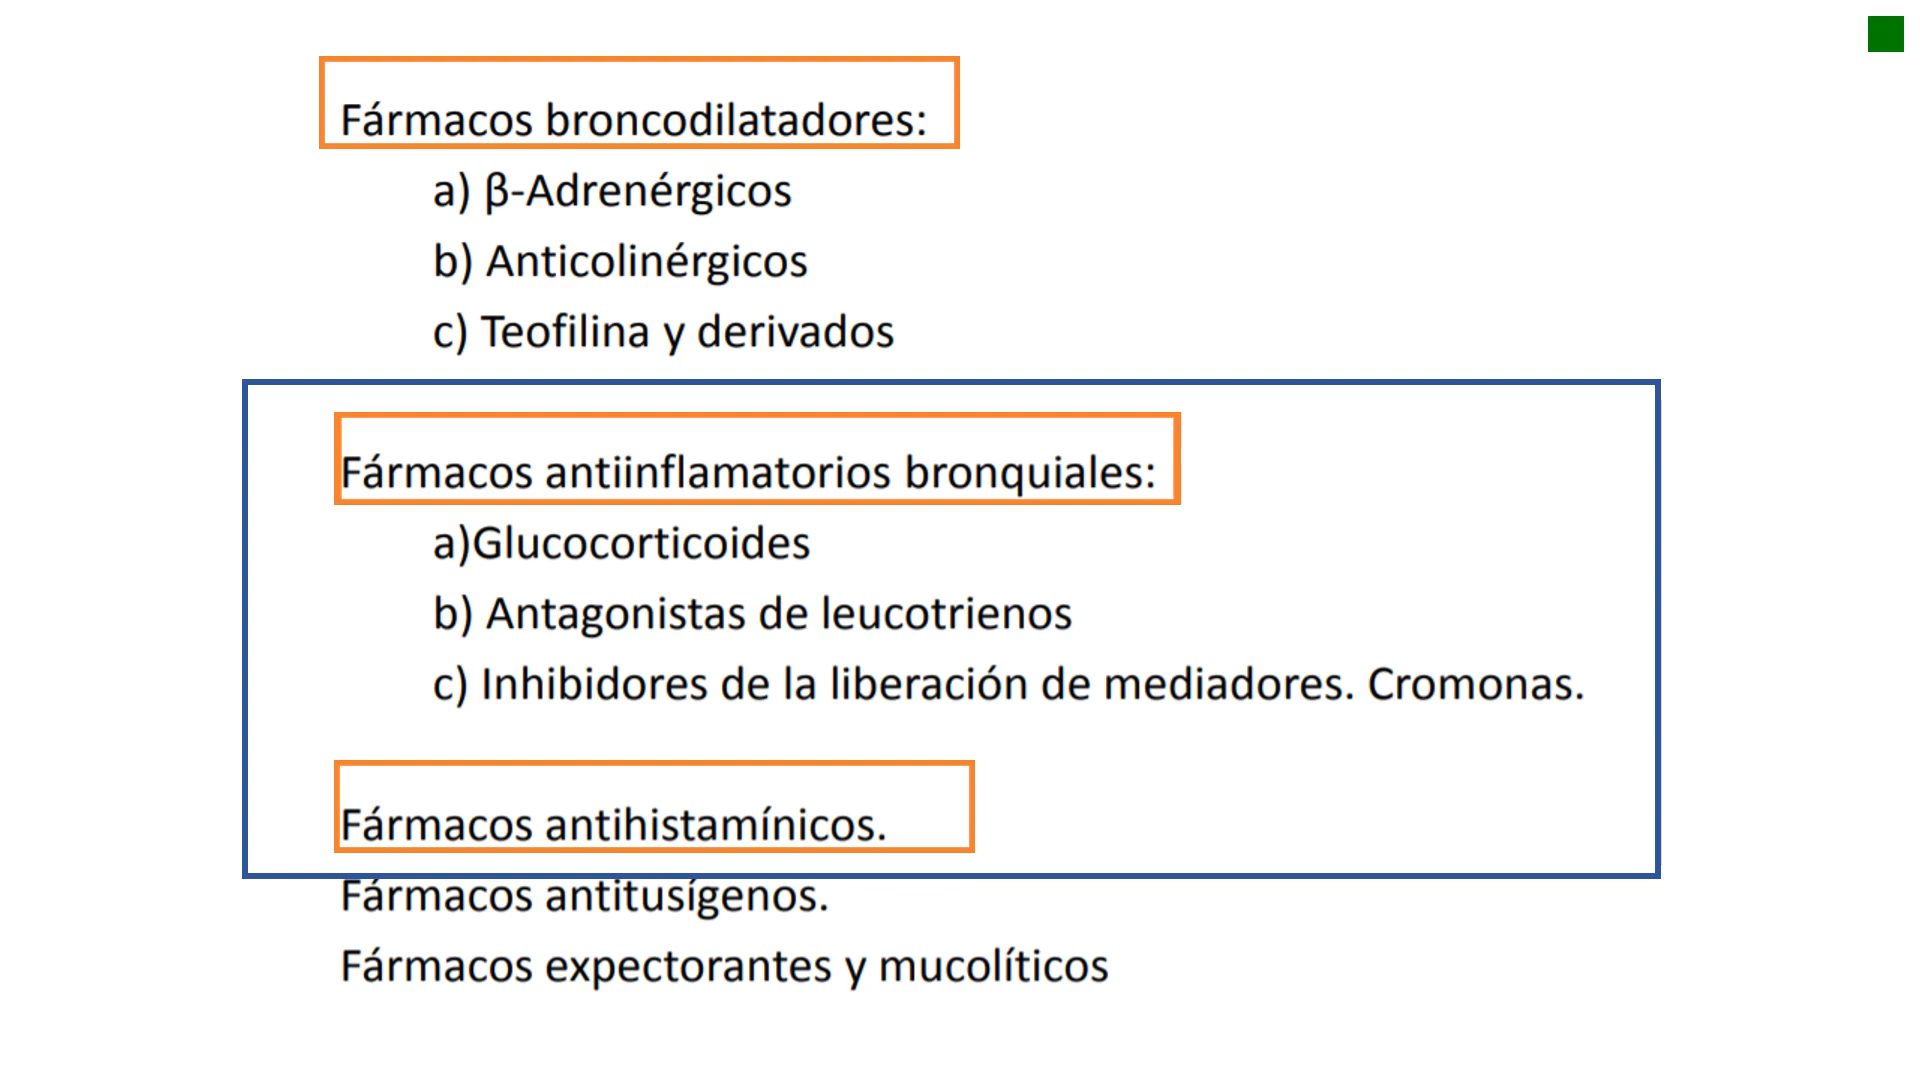 Fármacos broncodilatadores:
a) β-Adrenérgicos
b) Anticolinérgicos
c) Teofilina y derivados
Fármacos antiinflamatorios bronquiales:
a)Glucocorticoides
b) Antagonistas de leucotrienos
c) Inhibidores de la liberación de mediadores. Cromonas.
Fármacos antihistamínicos.
Fármacos antitusígenos.
Fármacos expectorantes y mucolíticos